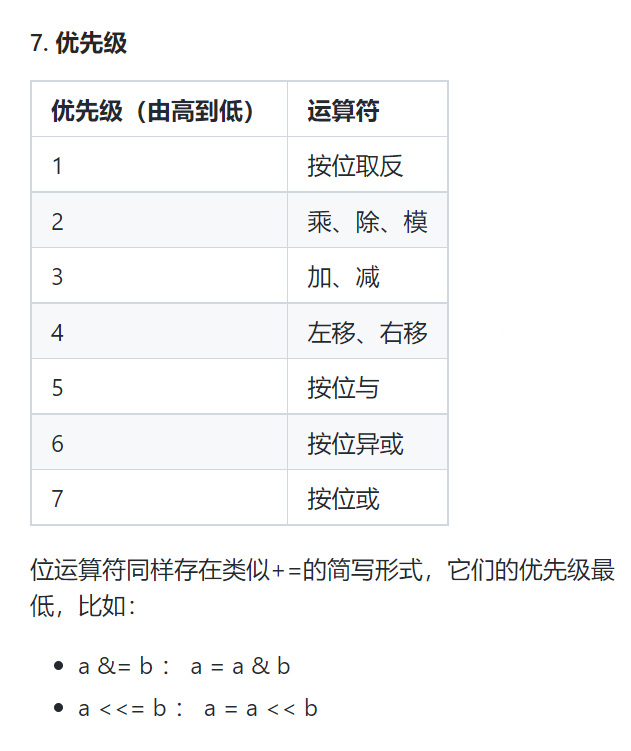 7. 优先级
优先级（由高到低） 运算符
1 按位取反
2 乘、除、模
3 加、减
4 左移、右移
5 按位与
6 按位异或
7 按位或
位运算符同样存在类似+=的简写形式，它们的优先级最
低，比如：
• a &= b ： a = a & b
• a <<= b ： a = a << b